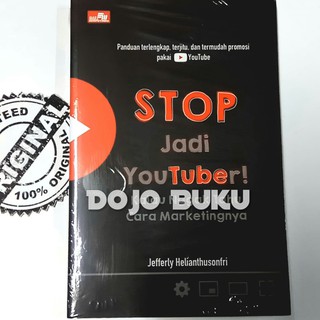 Panduan terlengkap, terjitu, dan termudah promosi
pakai YouTube
STOP
Jadi
YouTuber!
DOJO BUKU
Cara Marketingnya
Jefferly Helianthusonfri
ORIGINAL
100% ORIGINAL